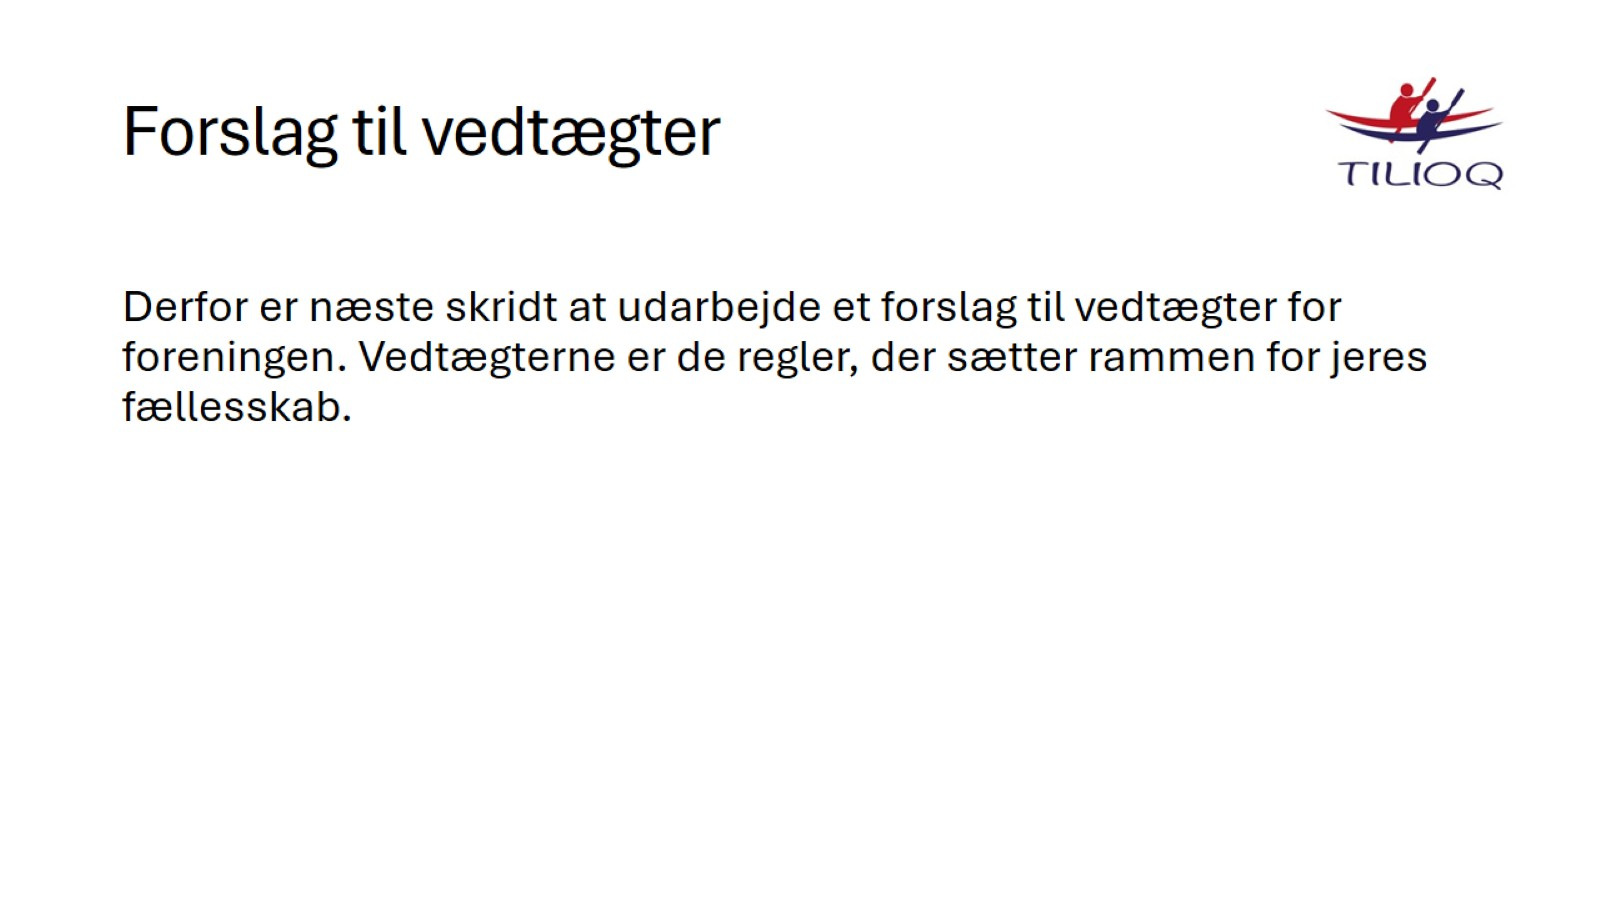 Forslag til vedtægter
TILIOQ
Derfor er næste skridt at udarbejde et forslag til vedtægter for
foreningen. Vedtægterne er de regler, der sætter rammen for jeres
fællesskab.